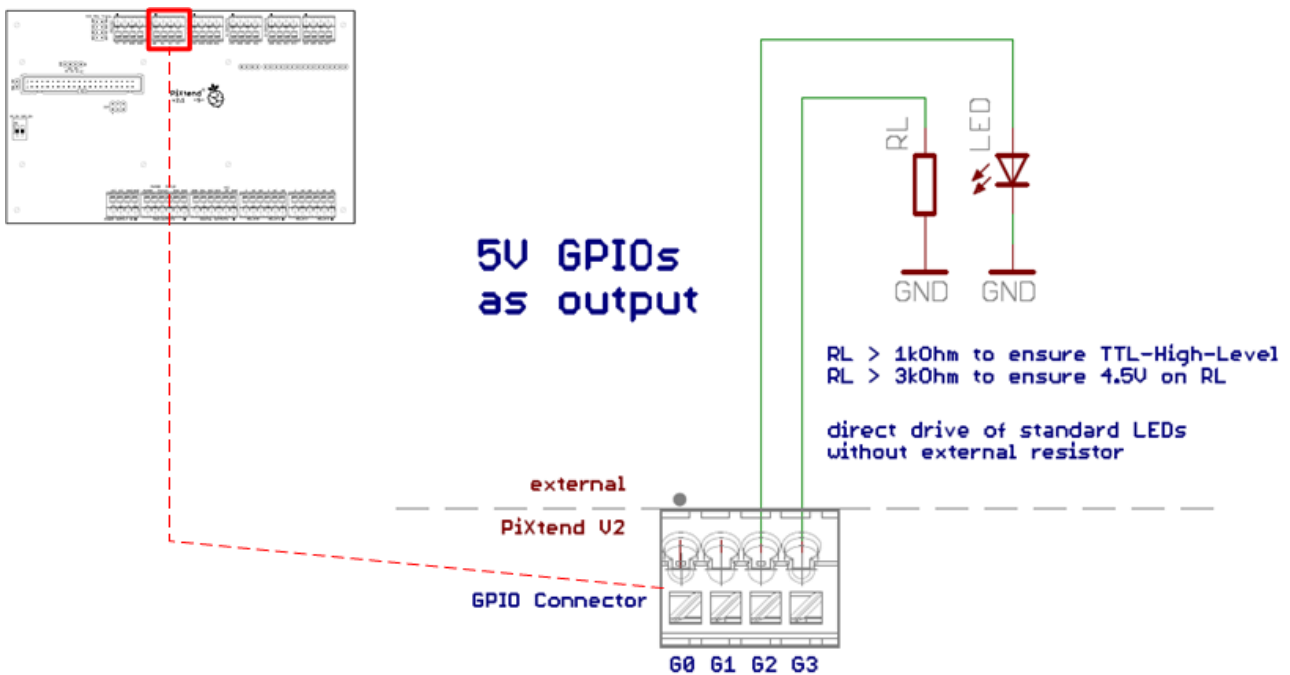 PiXtend
RL
LED
5V GPIOs
as output
GND
GND
RL > 1kOhm to ensure TTL-High-Level
RL > 3kOhm to ensure 4.5V on RL
direct drive of standard LEDs
without external resistor
external
PiXtend V2
GPIO Connector
G0 G1 G2 G3